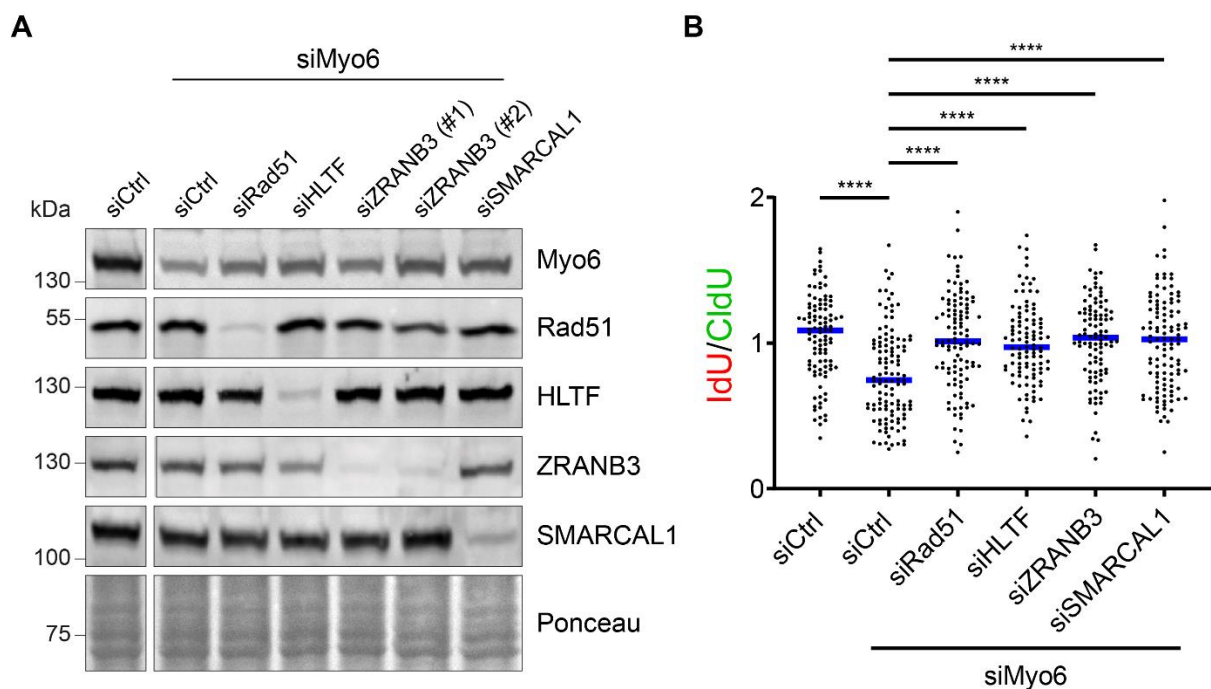 A
siMyo6
kDa
siCtrl
siCtrl
siRad51
siHLTF
siZRANB3 (#1)
siZRANB3 (#2)
siSMARCAL1
130
Myo6
55
Rad51
130
HLTF
130
ZRANB3
100
SMARCAL1
75
Ponceau
B
****
****
****
****
****
IdU/CldU
2
1
0
siCtrl
siCtrl
siRad51
siHLTF
siZRANB3
siSMARCAL1
siMyo6